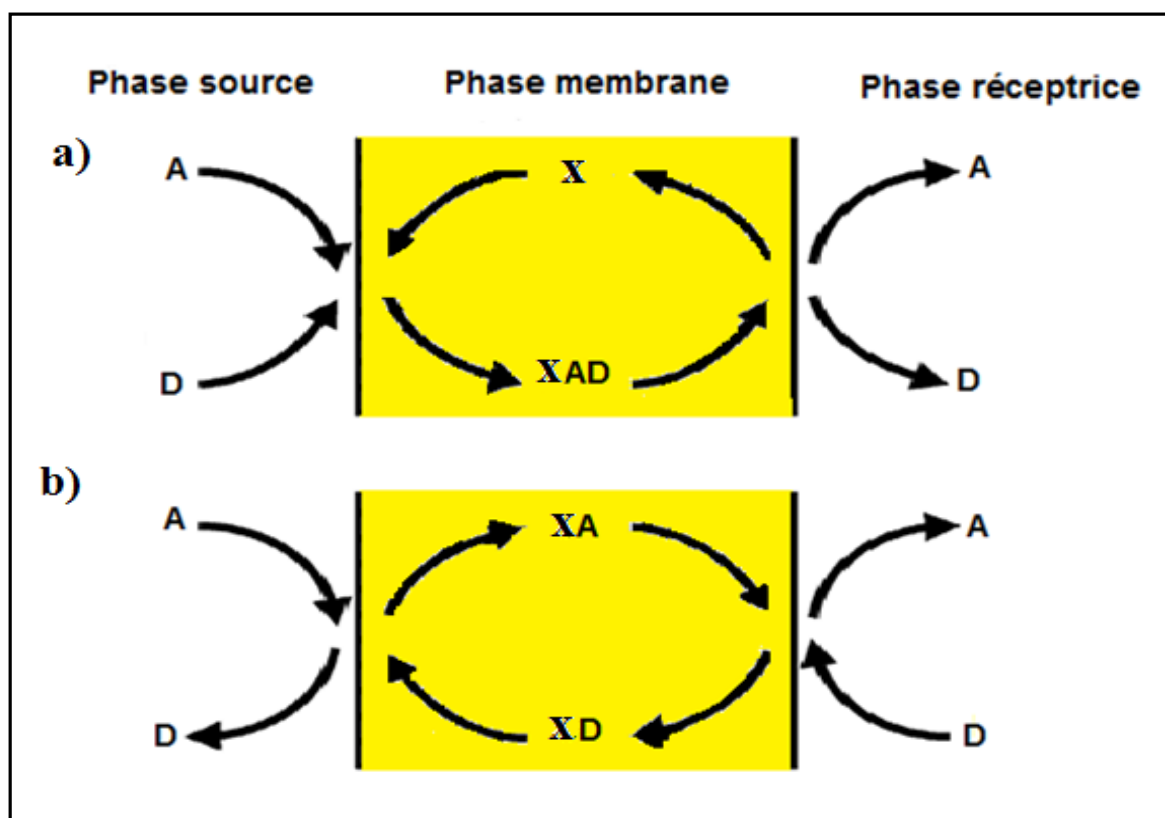 Phase source Phase membrane Phase réceptrice
a)
A x A
D xAD D
b)
A xA A
D xD D